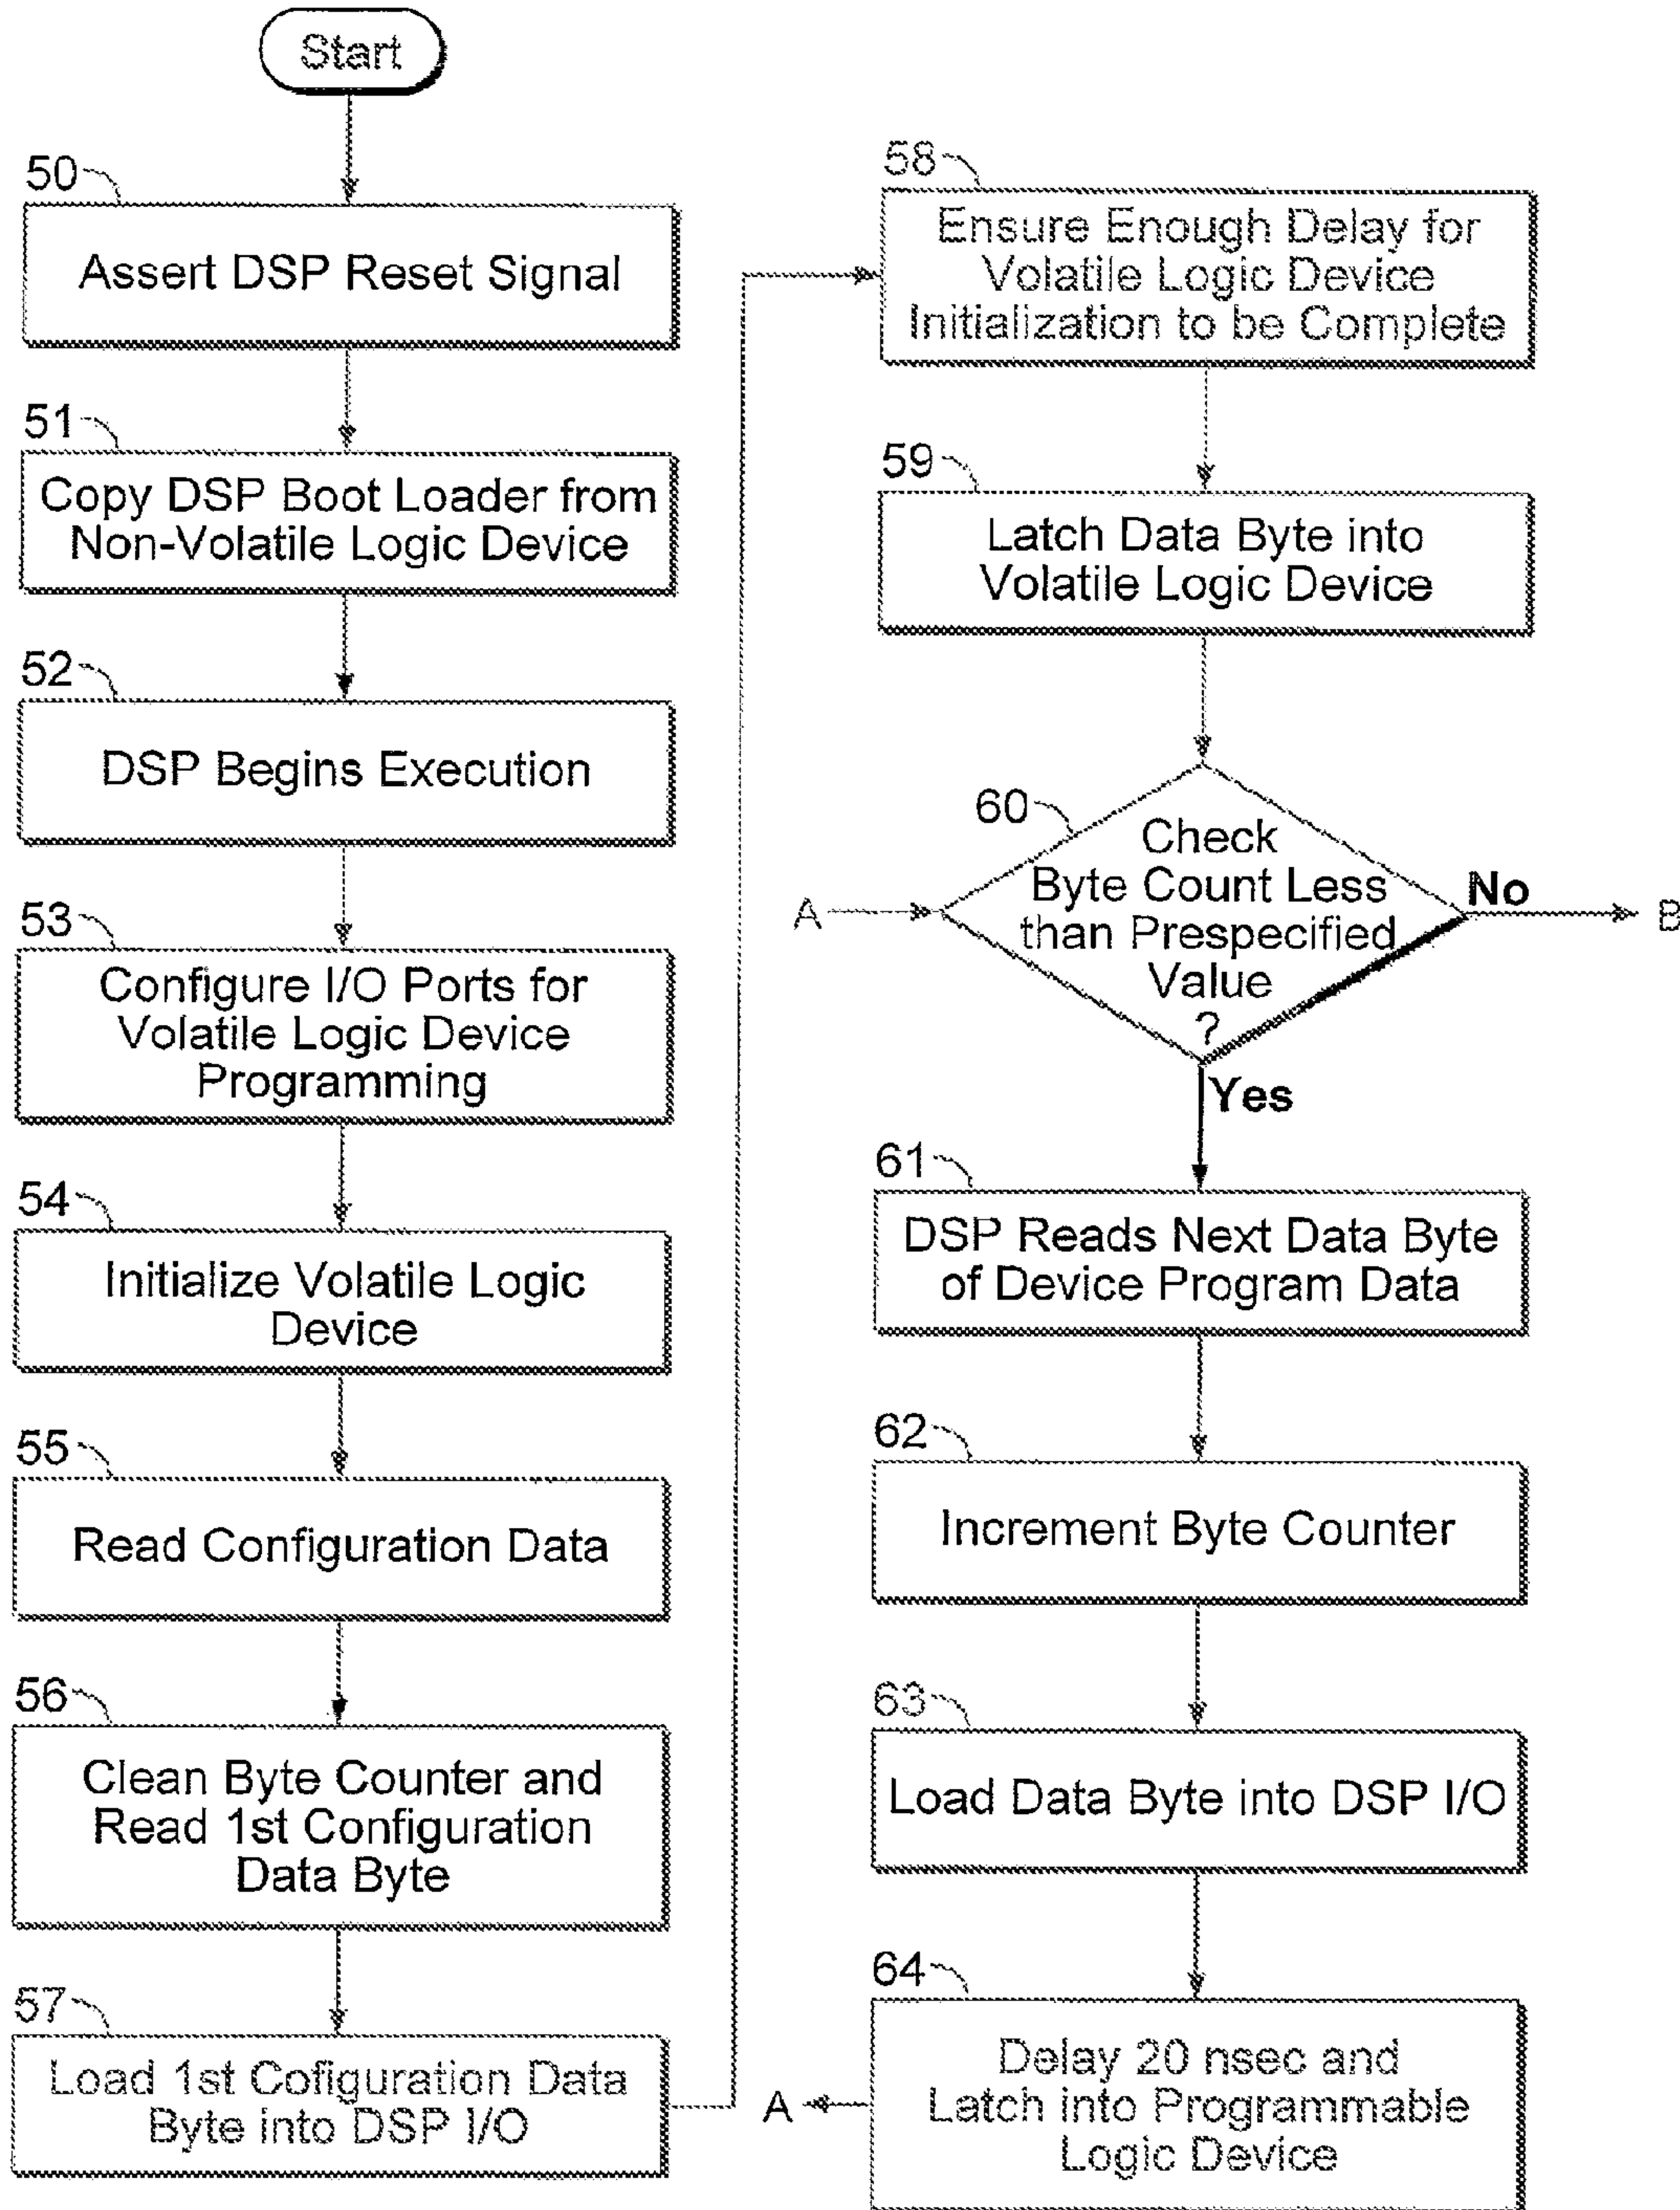 Start
50
Assert DSP Reset Signal
51
Copy DSP Boot Loader from
Non-Volatile Logic Device
52
DSP Begins Execution
53
Configure I/O Ports for
Volatile Logic Device
Programming
54
Initialize Volatile Logic
Device
55
Read Configuration Data
56
Clean Byte Counter and
Read 1st Configuration
Data Byte
57
Load 1st Cofiguration Data
Byte into DSP I/O
58
Ensure Enough Delay for
Volatile Logic Device
Initialization to be Complete
59
Latch Data Byte into
Volatile Logic Device
60
Check
Byte Count Less
than Prespecified
Value
?
A
No
B
Yes
61
DSP Reads Next Data Byte
of Device Program Data
62
Increment Byte Counter
63
Load Data Byte into DSP I/O
64
Delay 20 nsec and
Latch into Programmable
Logic Device
A